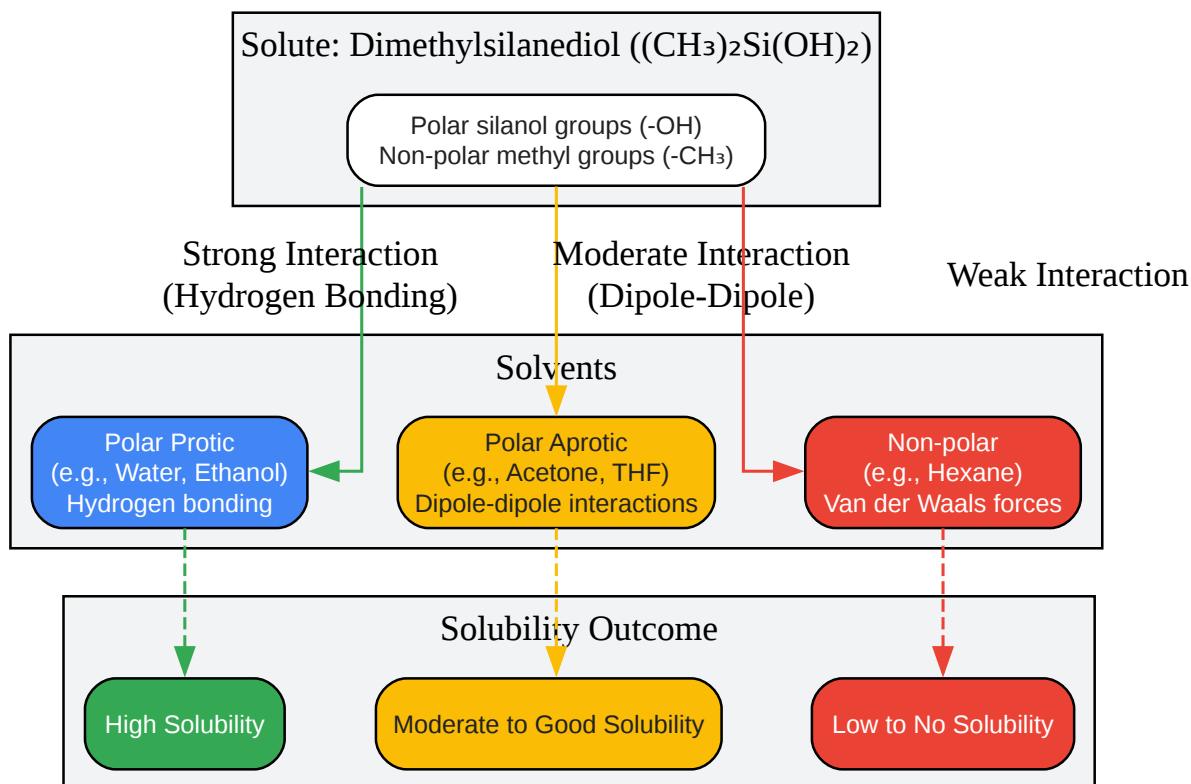 Solute: Dimethylsilanediol ((CH₃)₂Si(OH)₂)
Polar silanol groups (-OH)
Non-polar methyl groups (-CH₃)
Strong Interaction
(Hydrogen Bonding)
Moderate Interaction
(Dipole-Dipole)
Weak Interaction
Solvents
Polar Protic
(e.g., Water, Ethanol)
Hydrogen bonding
Polar Aprotic
(e.g., Acetone, THF)
Dipole-dipole interactions
Non-polar
(e.g., Hexane)
Van der Waals forces
Solubility Outcome
High Solubility
Moderate to Good Solubility
Low to No Solubility